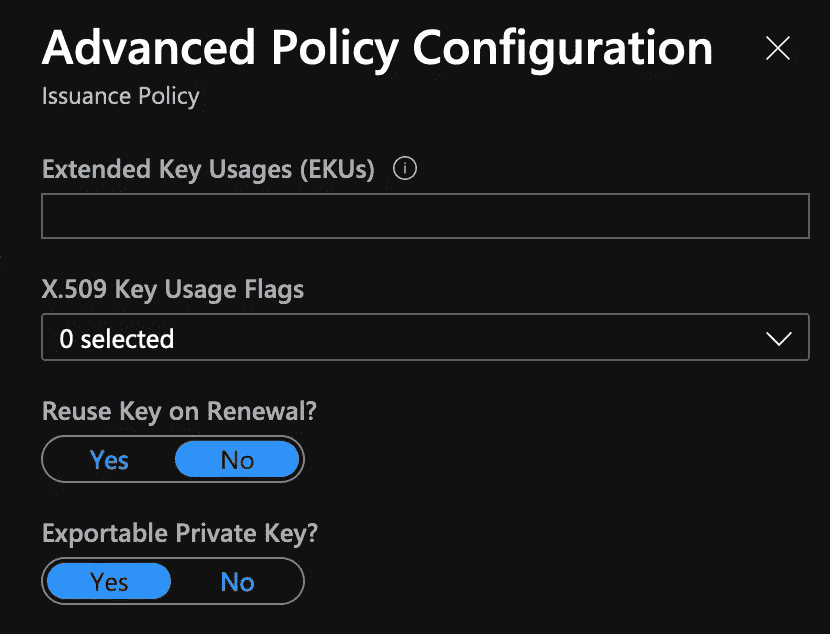 Advanced Policy Configuration
Issuance Policy
Extended Key Usages (EKUs)
X.509 Key Usage Flags
0 selected
Reuse Key on Renewal?
Yes No
Exportable Private Key?
Yes No